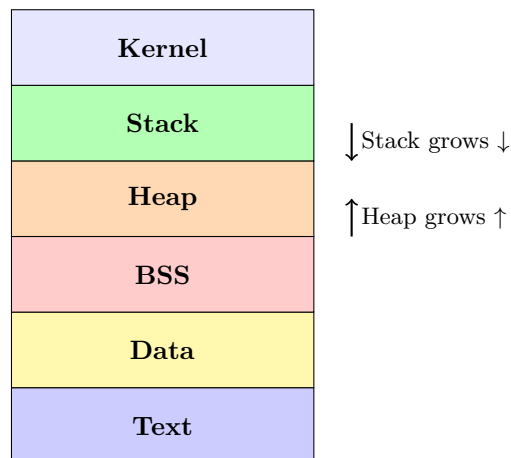 Kernel
Stack
Stack grows ↓
Heap
Heap grows ↑
BSS
Data
Text